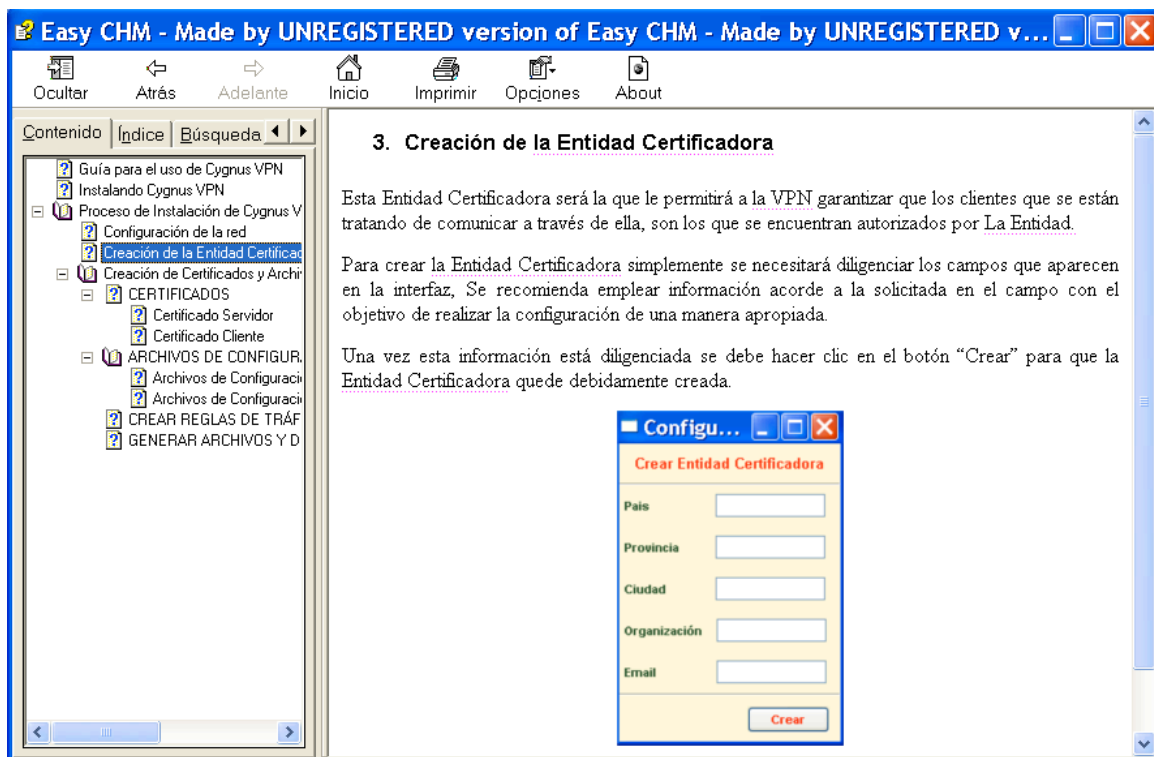 Easy CHM - Made by UNREGISTERED version of Easy CHM - Made by UNREGISTERED v...
Ocultar Atrás Adelante Inicio Imprimir Opciones About
Contenido Índice Búsqueda
Guía para el uso de Cygnus VPN
Instalando Cygnus VPN
Proceso de Instalación de Cygnus V
Configuración de la red
Creación de la Entidad Certificad
Creación de Certificados y Archi
CERTIFICADOS
Certificado Servidor
Certificado Cliente
ARCHIVOS DE CONFIGUR
Archivos de Configuraci
Archivos de Configuraci
CREAR REGLAS DE TRÁF
GENERAR ARCHIVOS Y D
3. Creación de la Entidad Certificadora
Esta Entidad Certificadora será la que le permitirá a la VPN garantizar que los clientes que se están
tratando de comunicar a través de ella, son los que se encuentran autorizados por La Entidad.
Para crear la Entidad Certificadora simplemente se necesitará diligenciar los campos que aparecen
en la interfaz, Se recomienda emplear información acorde a la solicitada en el campo con el
objetivo de realizar la configuración de una manera apropiada.
Una vez esta información está diligenciada se debe hacer clic en el botón “Crear” para que la
Entidad Certificadora quede debidamente creada.
Configu...
Crear Entidad Certificadora
Pais
Provincia
Ciudad
Organización
Email
Crear